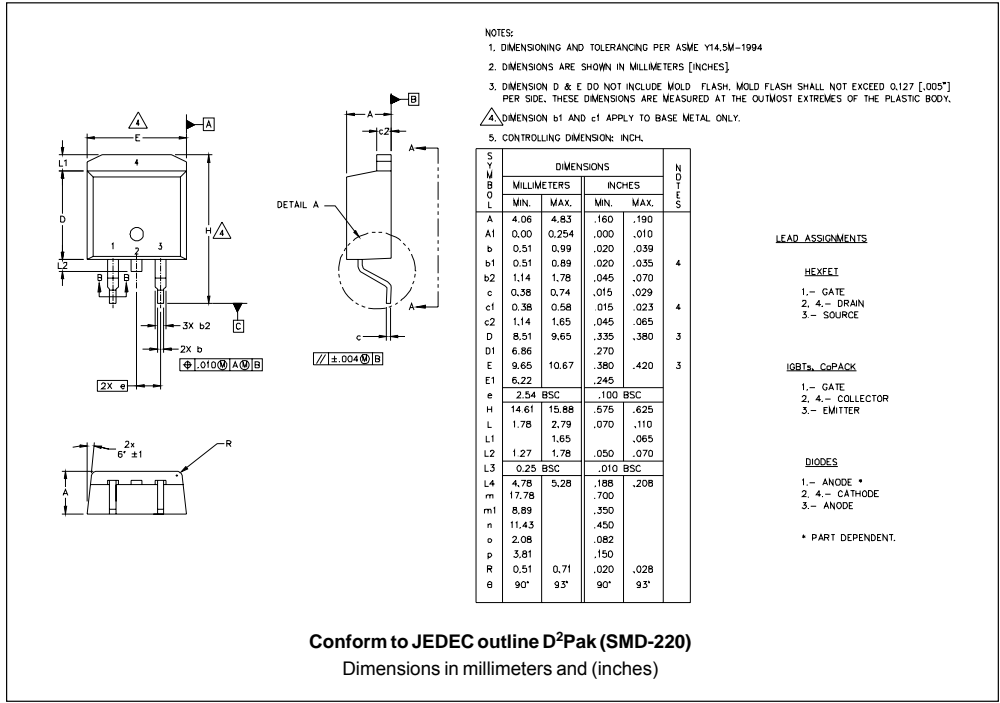 NOTES:
1. DIMENSIONING AND TOLERANCING PER ASME Y14.5M-1994
2. DIMENSIONS ARE SHOWN IN MILLIMETERS [INCHES].
3. DIMENSION D & E DO NOT INCLUDE MOLD FLASH, MOLD FLASH SHALL NOT EXCEED 0.127 [.005"]
PER SIDE. THESE DIMENSIONS ARE MEASURED AT THE OUTMOST EXTREMES OF THE PLASTIC BODY.
4. DIMENSION b1 AND c1 APPLY TO BASE METAL ONLY.
5. CONTROLLING DIMENSION: INCH.
4
E
A
L1
4
D
H 4
1 2 3
L2
B B
C
3X b2
2X b
⌖ .010 Ⓜ A Ⓜ B
2X e
A
B
c2
A
DETAIL A
A
c
// ±.004 Ⓜ B
2x
6° ±1
R
A
SYMBOL DIMENSIONS NOTES
MILLIMETERS INCHES
MIN. MAX. MIN. MAX.
A 4.06 4.83 .160 .190
A1 0.00 0.254 .000 .010
b 0.51 0.99 .020 .039
b1 0.51 0.89 .020 .035 4
b2 1.14 1.78 .045 .070
c 0.38 0.74 .015 .029
c1 0.38 0.58 .015 .023 4
c2 1.14 1.65 .045 .065
D 8.51 9.65 .335 .380 3
D1 6.86 .270
E 9.65 10.67 .380 .420 3
E1 6.22 .245
e 2.54 BSC .100 BSC
H 14.61 15.88 .575 .625
L 1.78 2.79 .070 .110
L1 1.65 .065
L2 1.27 1.78 .050 .070
L3 0.25 BSC .010 BSC
L4 4.78 5.28 .188 .208
m 17.78 .700
m1 8.89 .350
n 11.43 .450
o 2.08 .082
p 3.81 .150
R 0.51 0.71 .020 .028
θ 90° 93° 90° 93°
LEAD ASSIGNMENTS
HEXFET
1.- GATE
2, 4.- DRAIN
3.- SOURCE
IGBTs, CoPACK
1.- GATE
2, 4.- COLLECTOR
3.- EMITTER
DIODES
1.- ANODE *
2, 4.- CATHODE
3.- ANODE
* PART DEPENDENT.
Conform to JEDEC outline D²Pak (SMD-220)
Dimensions in millimeters and (inches)